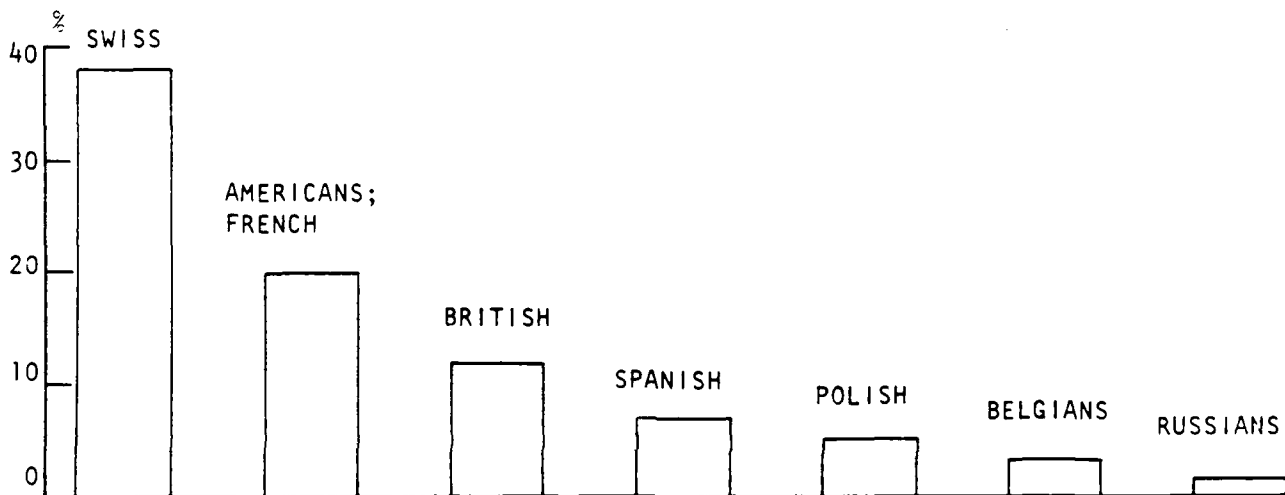 %
40
SWISS
30
AMERICANS;
FRENCH
20
BRITISH
10
SPANISH
POLISH
BELGIANS
RUSSIANS
0